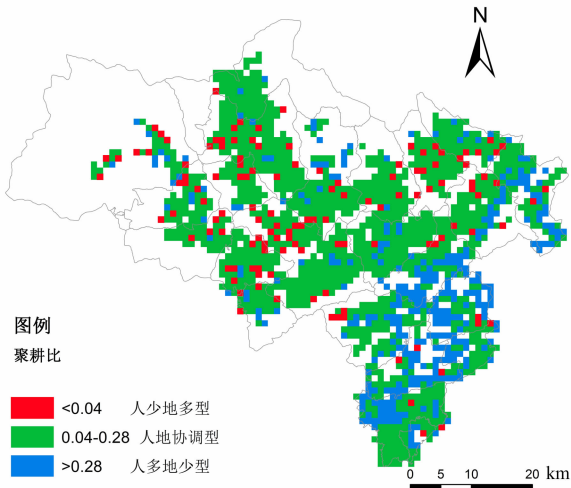 N
图例
聚耕比
<0.04 人少地多型
0.04-0.28 人地协调型
>0.28 人多地少型
0 5 10 20 km